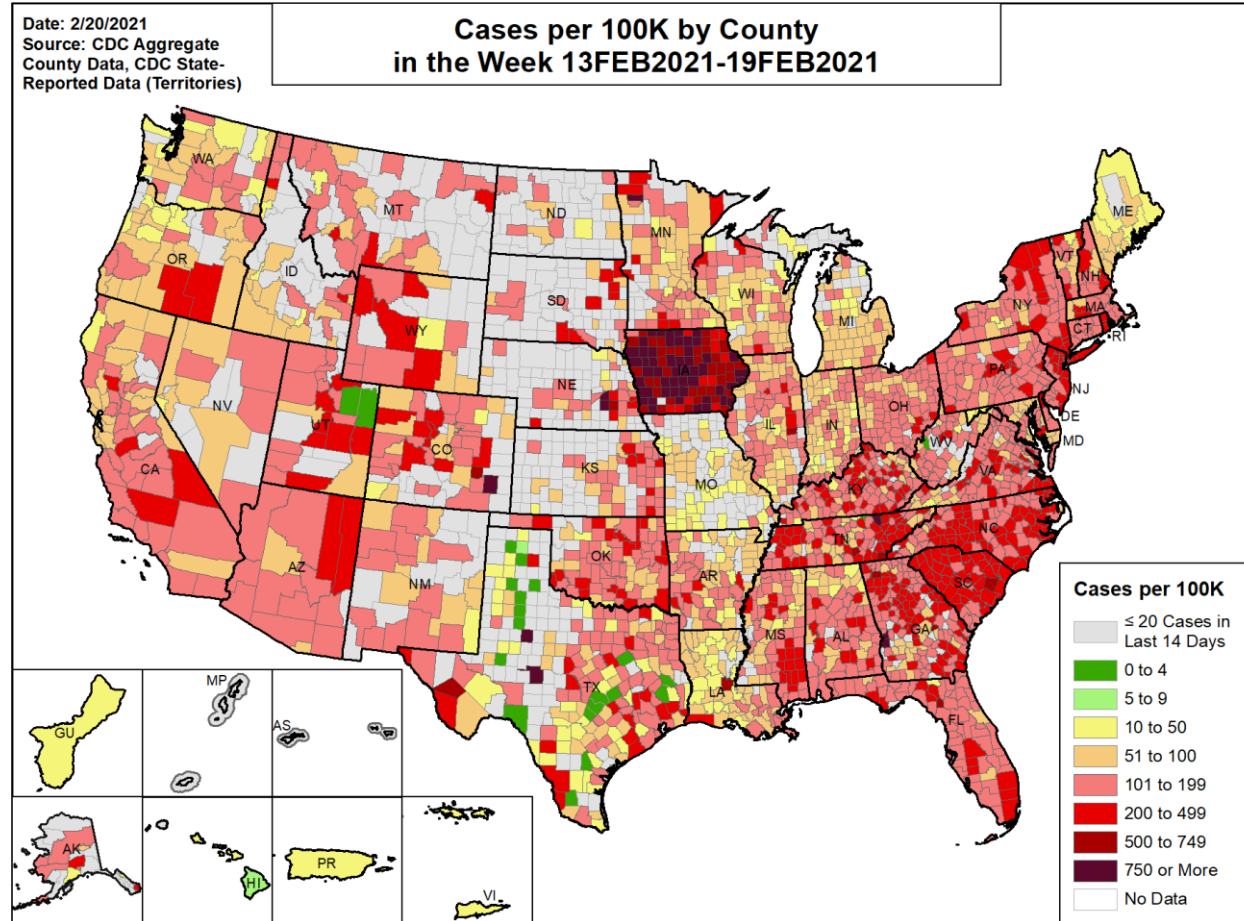 Date: 2/20/2021
Source: CDC Aggregate
County Data, CDC State-
Reported Data (Territories)
Cases per 100K by County
in the Week 13FEB2021-19FEB2021
WA
MT
ND
MN
ME
OR
ID
SD
WI
VT
NH
NY
MA
MI
CT
RI
WY
IA
PA
NJ
NE
NV
UT
OH
IL
IN
DE
MD
CO
WV
CA
KS
MO
KY
VA
TN
NC
AZ
NM
OK
AR
SC
MS
AL
GA
TX
LA
FL
GU
MP
AS
AK
HI
PR
VI
Cases per 100K
≤ 20 Cases in
Last 14 Days
0 to 4
5 to 9
10 to 50
51 to 100
101 to 199
200 to 499
500 to 749
750 or More
No Data